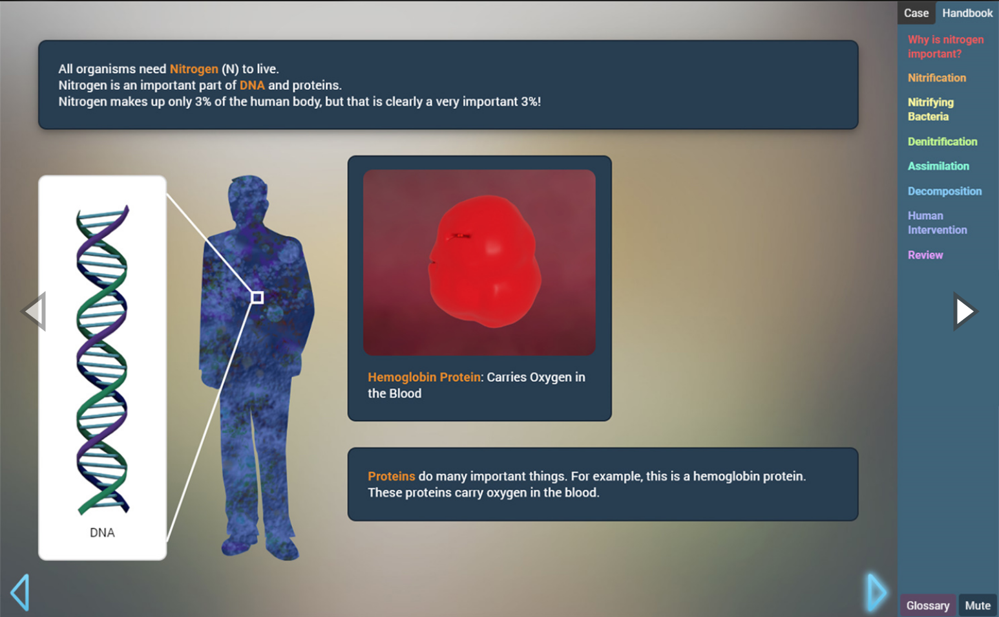 Case
Handbook
All organisms need Nitrogen (N) to live.
Nitrogen is an important part of DNA and proteins.
Nitrogen makes up only 3% of the human body, but that is clearly a very important 3%!
DNA
Hemoglobin Protein: Carries Oxygen in
the Blood
Proteins do many important things. For example, this is a hemoglobin protein.
These proteins carry oxygen in the blood.
Why is nitrogen
important?
Nitrification
Nitrifying
Bacteria
Denitrification
Assimilation
Decomposition
Human
Intervention
Review
Glossary
Mute